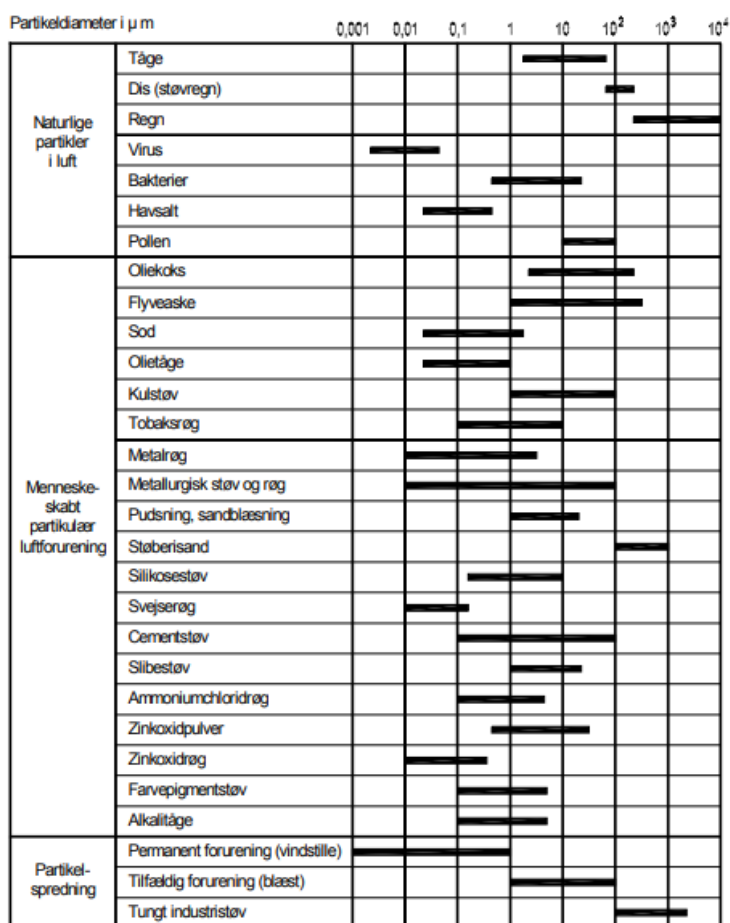 Partikeldiameter i µ m 0,001 0,01 0,1 1 10 10² 10³ 10⁴
Naturlige
partikler
i luft
Tåge
Dis (støvregn)
Regn
Virus
Bakterier
Havsalt
Pollen
Menneske-
skabt
partikulær
luftforurening
Oliekoks
Flyveaske
Sod
Olietåge
Kulstøv
Tobaksrøg
Metalrøg
Metallurgisk støv og røg
Pudsning, sandblæsning
Støberisand
Silikosestøv
Svejserøg
Cementstøv
Slibestøv
Ammoniumchloridrøg
Zinkoxidpulver
Zinkoxidrøg
Farvepigmentstøv
Alkalitåge
Partikel-
spredning
Permanent forurening (vindstille)
Tilfældig forurening (blæst)
Tungt industristøv